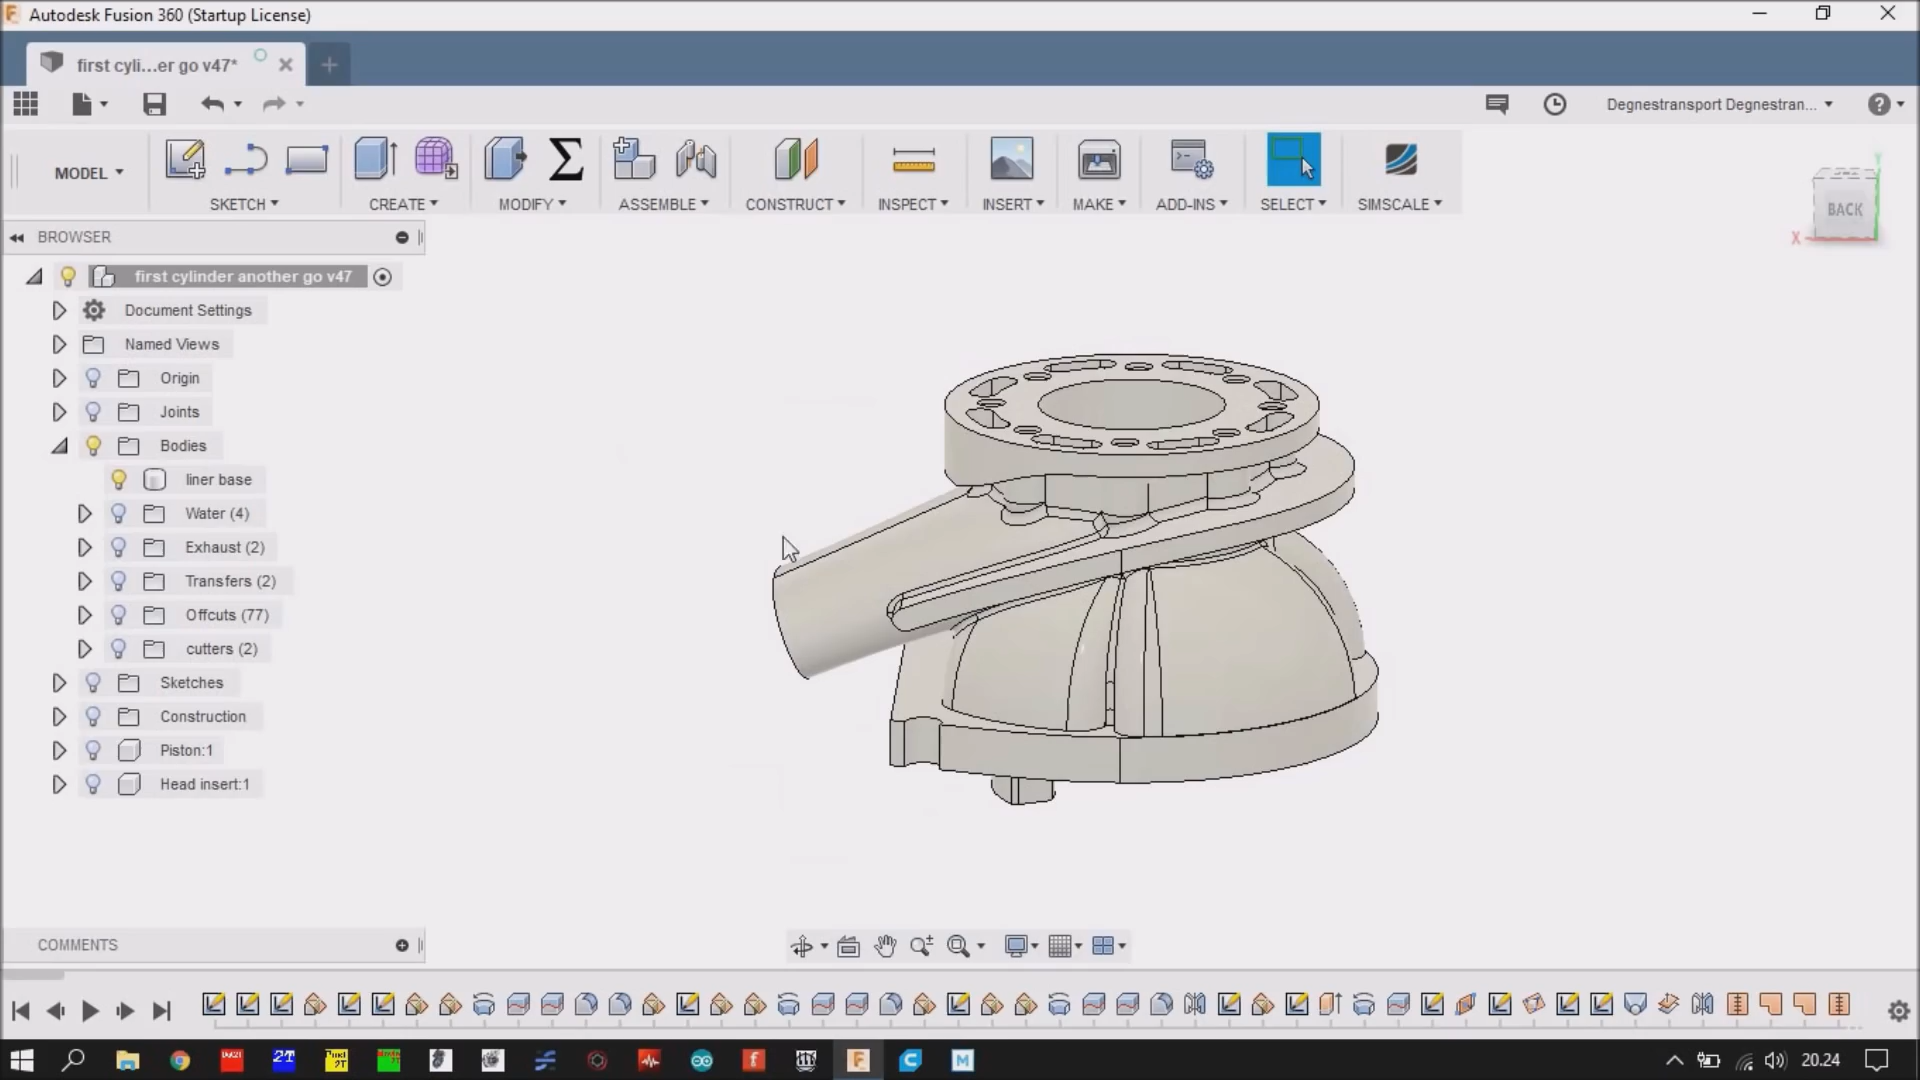 Autodesk Fusion 360 (Startup License)
first cyli...er go v47*
Degnestransport Degnestran...
MODEL
SKETCH
CREATE
MODIFY
ASSEMBLE
CONSTRUCT
INSPECT
INSERT
MAKE
ADD-INS
SELECT
SIMSCALE
BACK
X
Y
BROWSER
first cylinder another go v47
Document Settings
Named Views
Origin
Joints
Bodies
liner base
Water (4)
Exhaust (2)
Transfers (2)
Offcuts (77)
cutters (2)
Sketches
Construction
Piston:1
Head insert:1
COMMENTS
2T
20.24